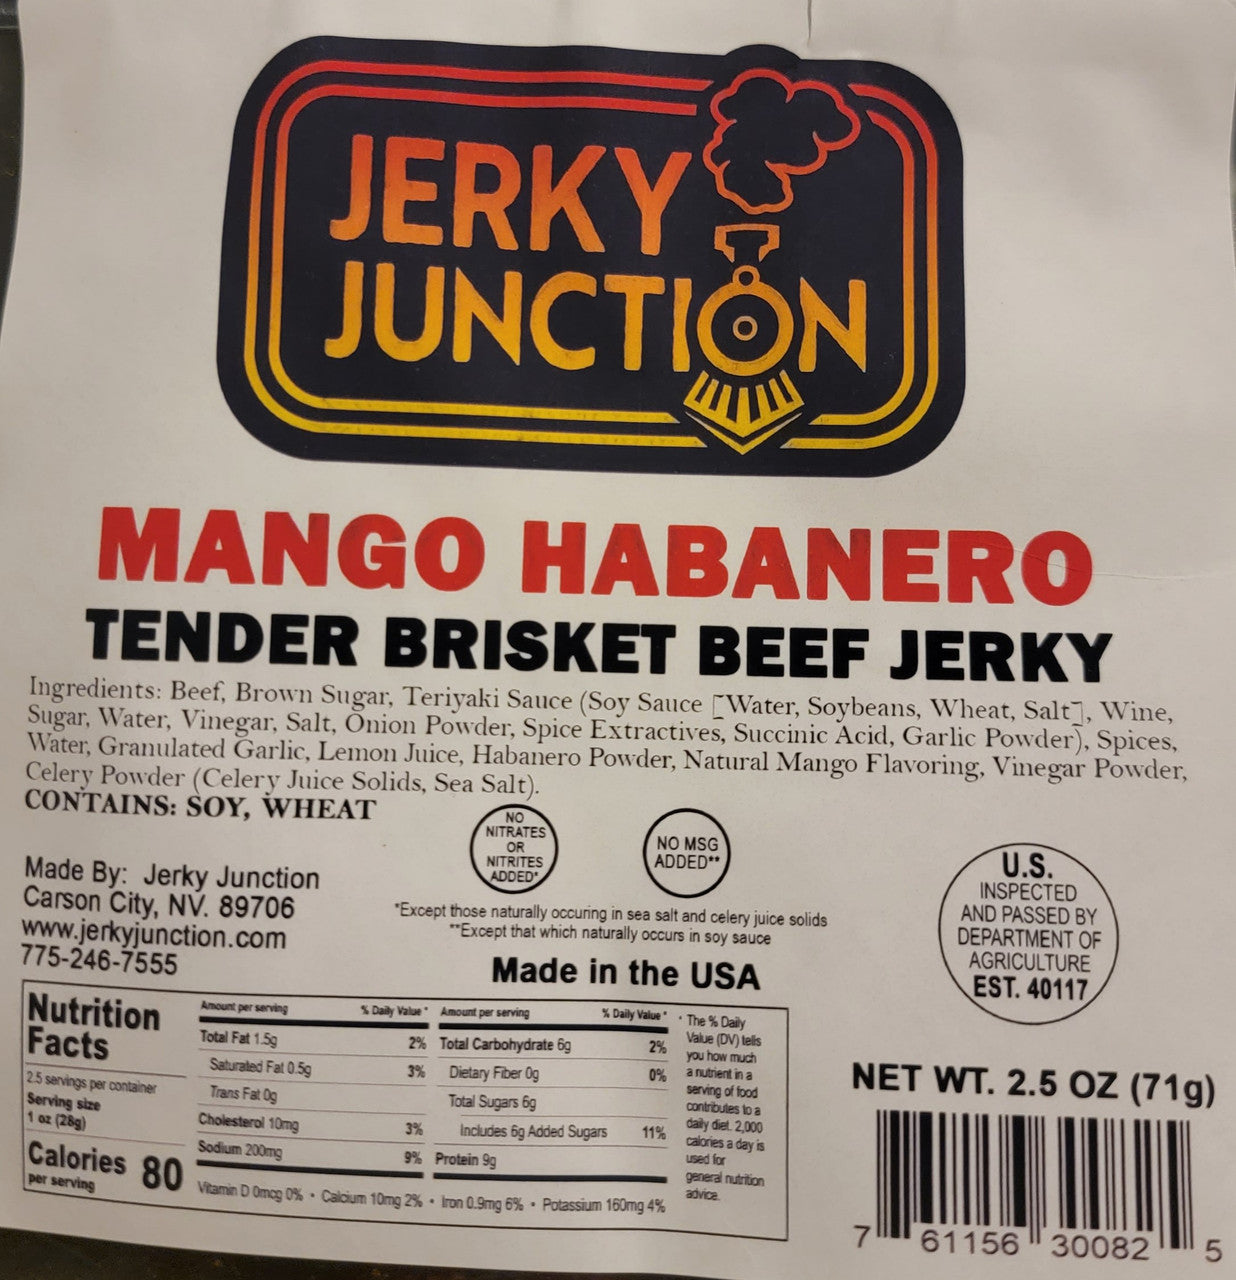 JERKY
JUNCTION
MANGO HABANERO
TENDER BRISKET BEEF JERKY
Ingredients: Beef, Brown Sugar, Teriyaki Sauce (Soy Sauce [Water, Soybeans, Wheat, Salt], Wine,
Sugar, Water, Vinegar, Salt, Onion Powder, Spice Extractives, Succinic Acid, Garlic Powder), Spices,
Water, Granulated Garlic, Lemon Juice, Habanero Powder, Natural Mango Flavoring, Vinegar Powder,
Celery Powder (Celery Juice Solids, Sea Salt).
CONTAINS: SOY, WHEAT
NO
NITRATES
OR
NITRITES
ADDED*
NO MSG
ADDED**
*Except those naturally occuring in sea salt and celery juice solids
**Except that which naturally occurs in soy sauce
Made in the USA
Made By: Jerky Junction
Carson City, NV. 89706
www.jerkyjunction.com
775-246-7555
U.S.
INSPECTED
AND PASSED BY
DEPARTMENT OF
AGRICULTURE
EST. 40117
Nutrition
Facts
2.5 servings per container
Serving size
1 oz (28g)
Calories 80
per serving
Amount per serving % Daily Value*
Total Fat 1.5g 2%
Saturated Fat 0.5g 3%
Trans Fat 0g
Cholesterol 10mg 3%
Sodium 200mg 9%
Amount per serving % Daily Value*
Total Carbohydrate 6g 2%
Dietary Fiber 0g 0%
Total Sugars 6g
Includes 6g Added Sugars 11%
Protein 9g
Vitamin D 0mcg 0% • Calcium 10mg 2% • Iron 0.9mg 6% • Potassium 160mg 4%
* The % Daily
Value (DV) tells
you how much
a nutrient in a
serving of food
contributes to a
daily diet. 2,000
calories a day is
used for
general nutrition
advice.
NET WT. 2.5 OZ (71g)
7 61156 30082 5